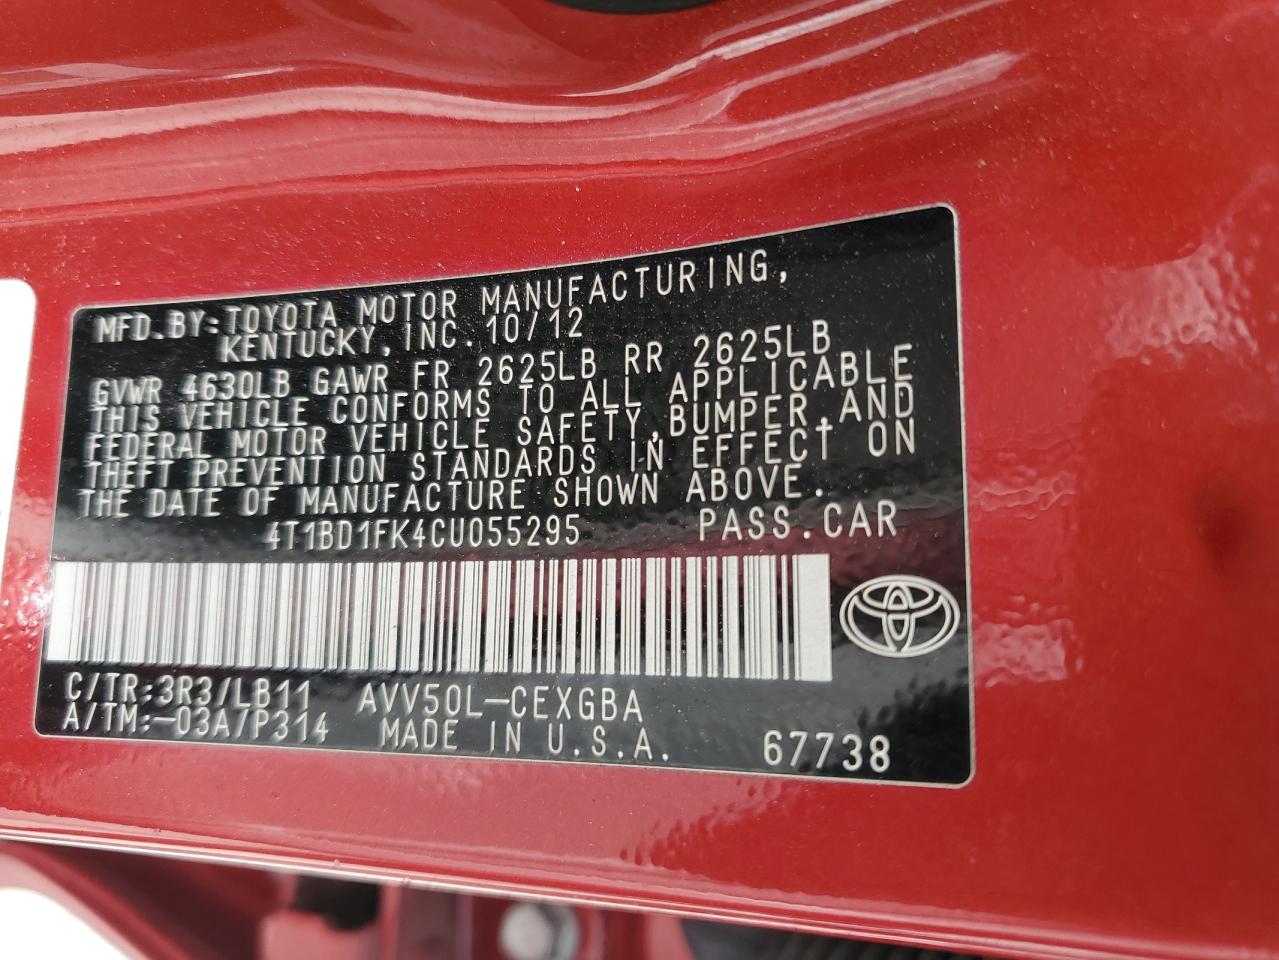 MFD.BY:TOYOTA MOTOR MANUFACTURING,
KENTUCKY, INC. 10/12
GVWR 4630LB GAWR FR 2625LB RR 2625LB
THIS VEHICLE CONFORMS TO ALL APPLICABLE
FEDERAL MOTOR VEHICLE SAFETY,BUMPER,AND
THEFT PREVENTION STANDARDS IN EFFECT ON
THE DATE OF MANUFACTURE SHOWN ABOVE.
4T1BD1FK4CU055295 PASS.CAR
C/TR:3R3/LB11 AVV50L-CEXGBA
A/TM:-03A/P314 MADE IN U.S.A. 67738